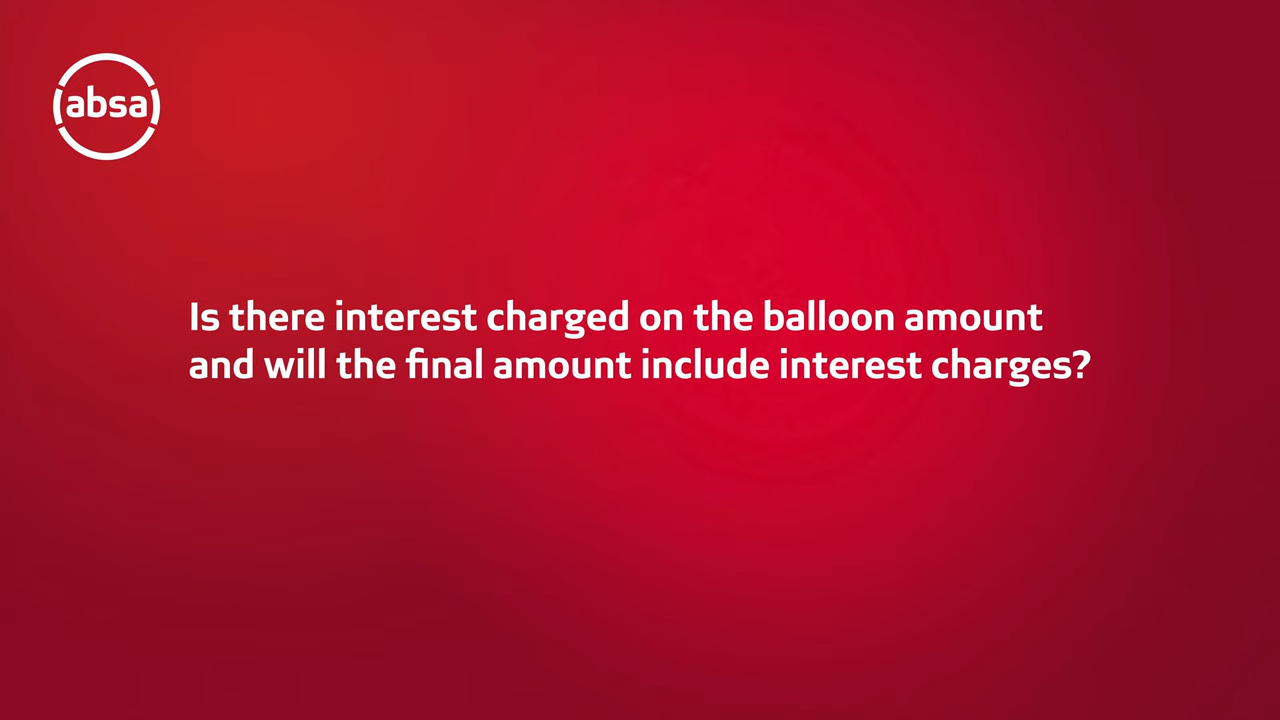 absa
Is there interest charged on the balloon amount
and will the final amount include interest charges?